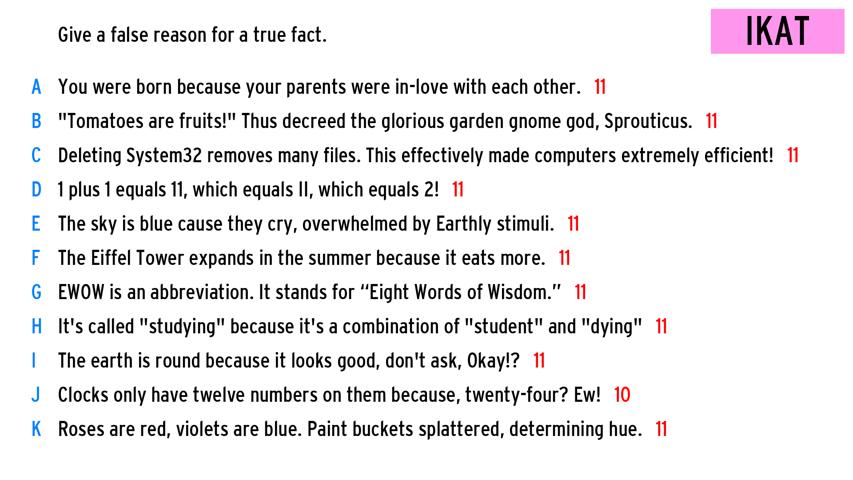 Give a false reason for a true fact.
IKAT
A You were born because your parents were in-love with each other. 11
B "Tomatoes are fruits!" Thus decreed the glorious garden gnome god, Sprouticus. 11
C Deleting System32 removes many files. This effectively made computers extremely efficient! 11
D 1 plus 1 equals 11, which equals II, which equals 2! 11
E The sky is blue cause they cry, overwhelmed by Earthly stimuli. 11
F The Eiffel Tower expands in the summer because it eats more. 11
G EWOW is an abbreviation. It stands for “Eight Words of Wisdom.” 11
H It's called "studying" because it's a combination of "student" and "dying" 11
I The earth is round because it looks good, don't ask, Okay!? 11
J Clocks only have twelve numbers on them because, twenty-four? Ew! 10
K Roses are red, violets are blue. Paint buckets splattered, determining hue. 11